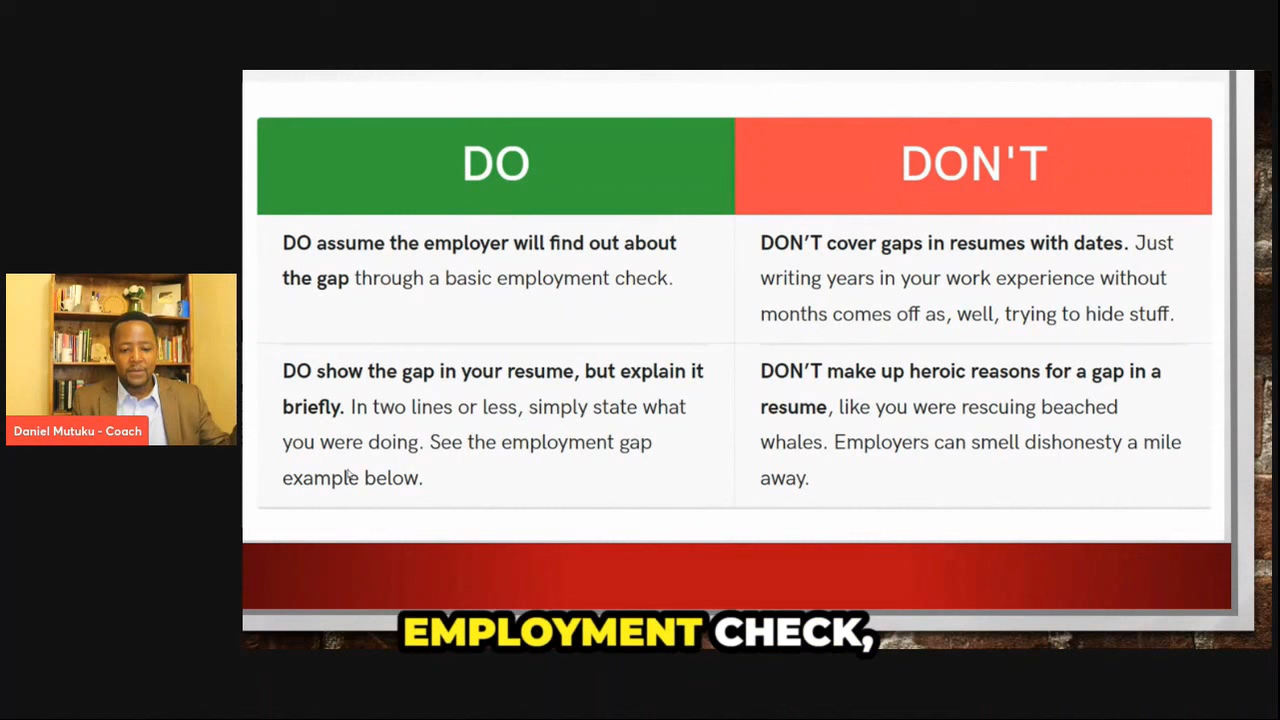 DO
DON'T
DO assume the employer will find out about
the gap through a basic employment check.
DON'T cover gaps in resumes with dates. Just
writing years in your work experience without
months comes off as, well, trying to hide stuff.
DO show the gap in your resume, but explain it
briefly. In two lines or less, simply state what
you were doing. See the employment gap
example below.
DON'T make up heroic reasons for a gap in a
resume, like you were rescuing beached
whales. Employers can smell dishonesty a mile
away.
Daniel Mutuku - Coach
EMPLOYMENT CHECK,